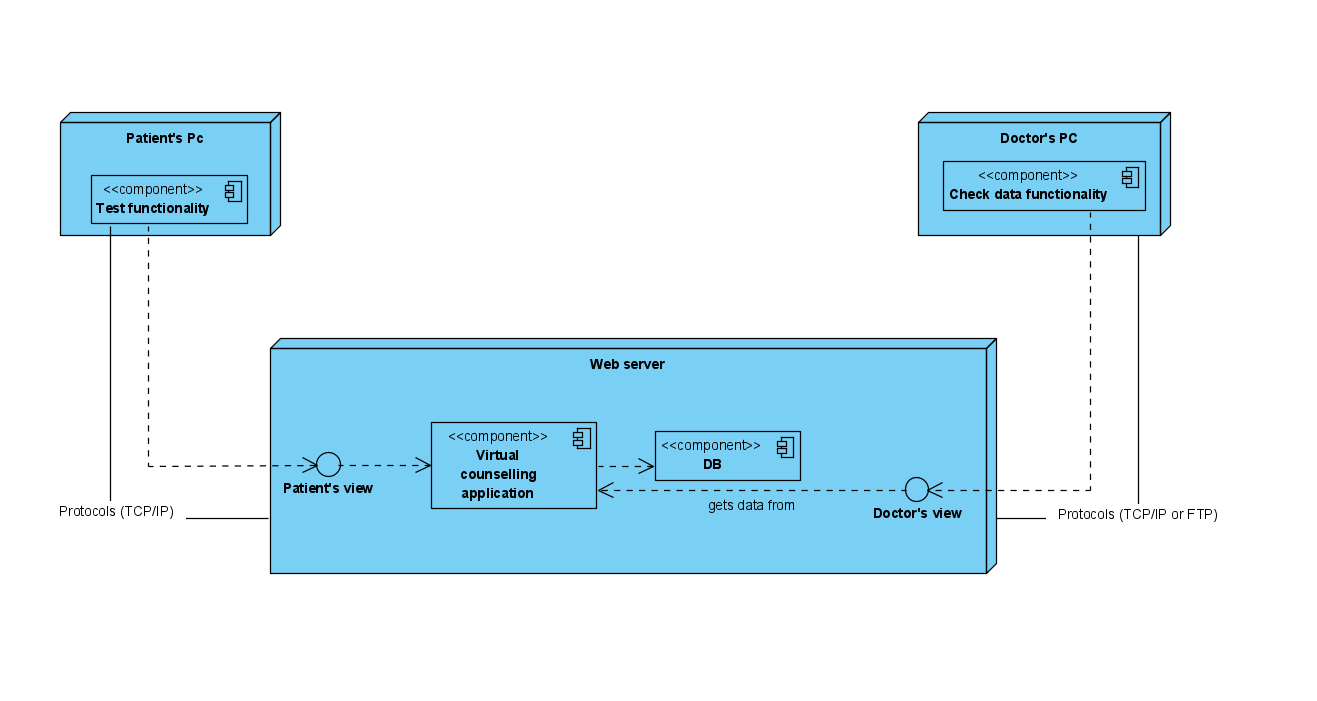 Patient's Pc
<<component>>
Test functionality
Doctor's PC
<<component>>
Check data functionality
Web server
<<component>>
Virtual
counselling
application
<<component>>
DB
Patient's view
gets data from
Doctor's view
Protocols (TCP/IP)
Protocols (TCP/IP or FTP)